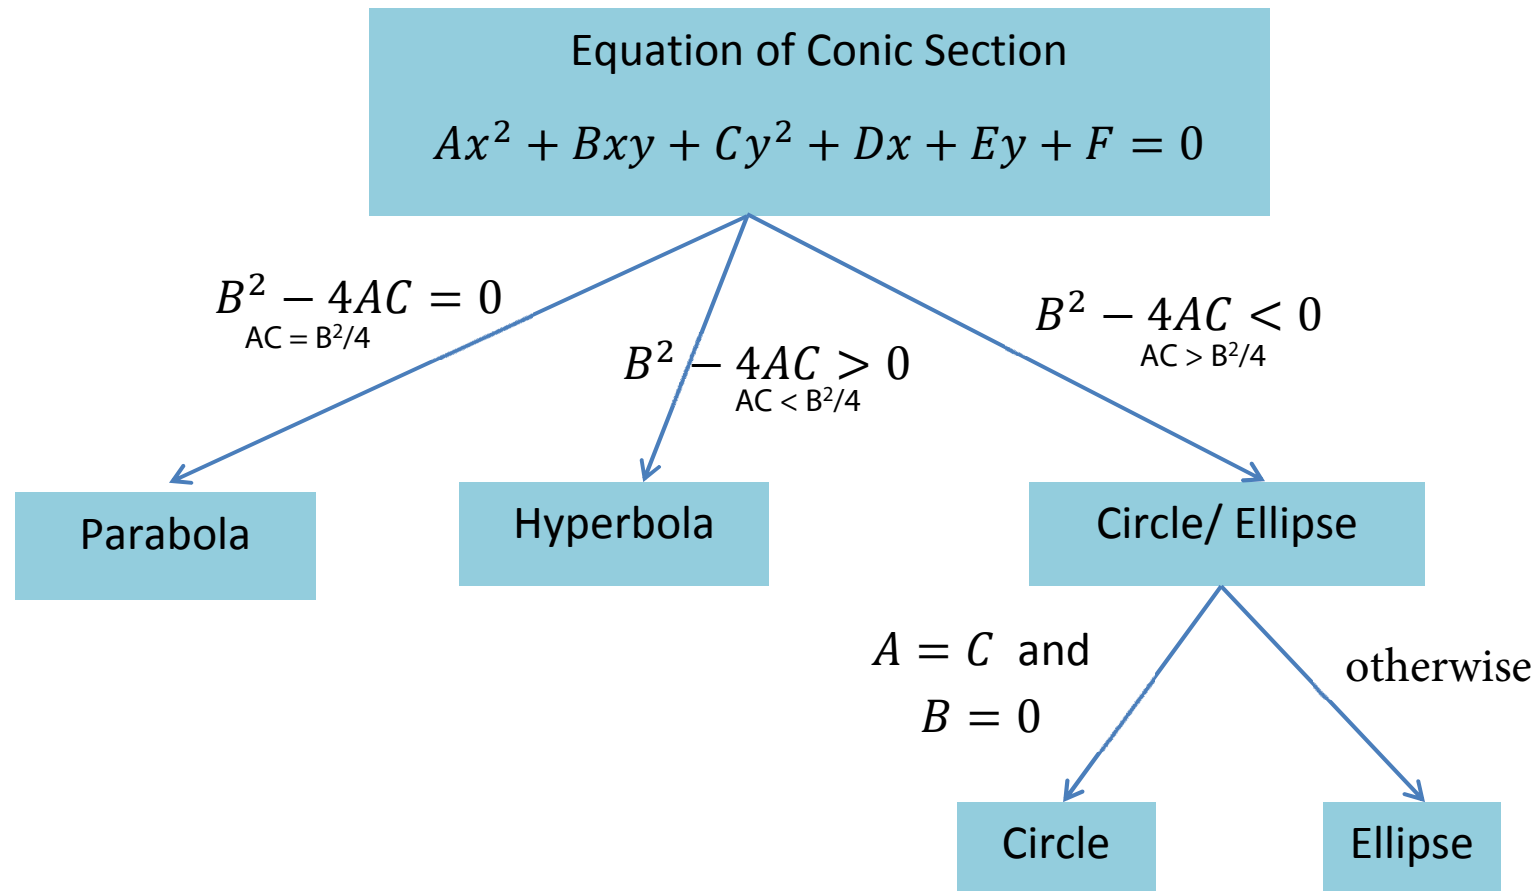 Equation of Conic Section
Ax² + Bxy + Cy² + Dx + Ey + F = 0
B² − 4AC = 0
AC = B²/4
B² − 4AC > 0
AC < B²/4
B² − 4AC < 0
AC > B²/4
Parabola
Hyperbola
Circle/ Ellipse
A = C and
B = 0
otherwise
Circle
Ellipse